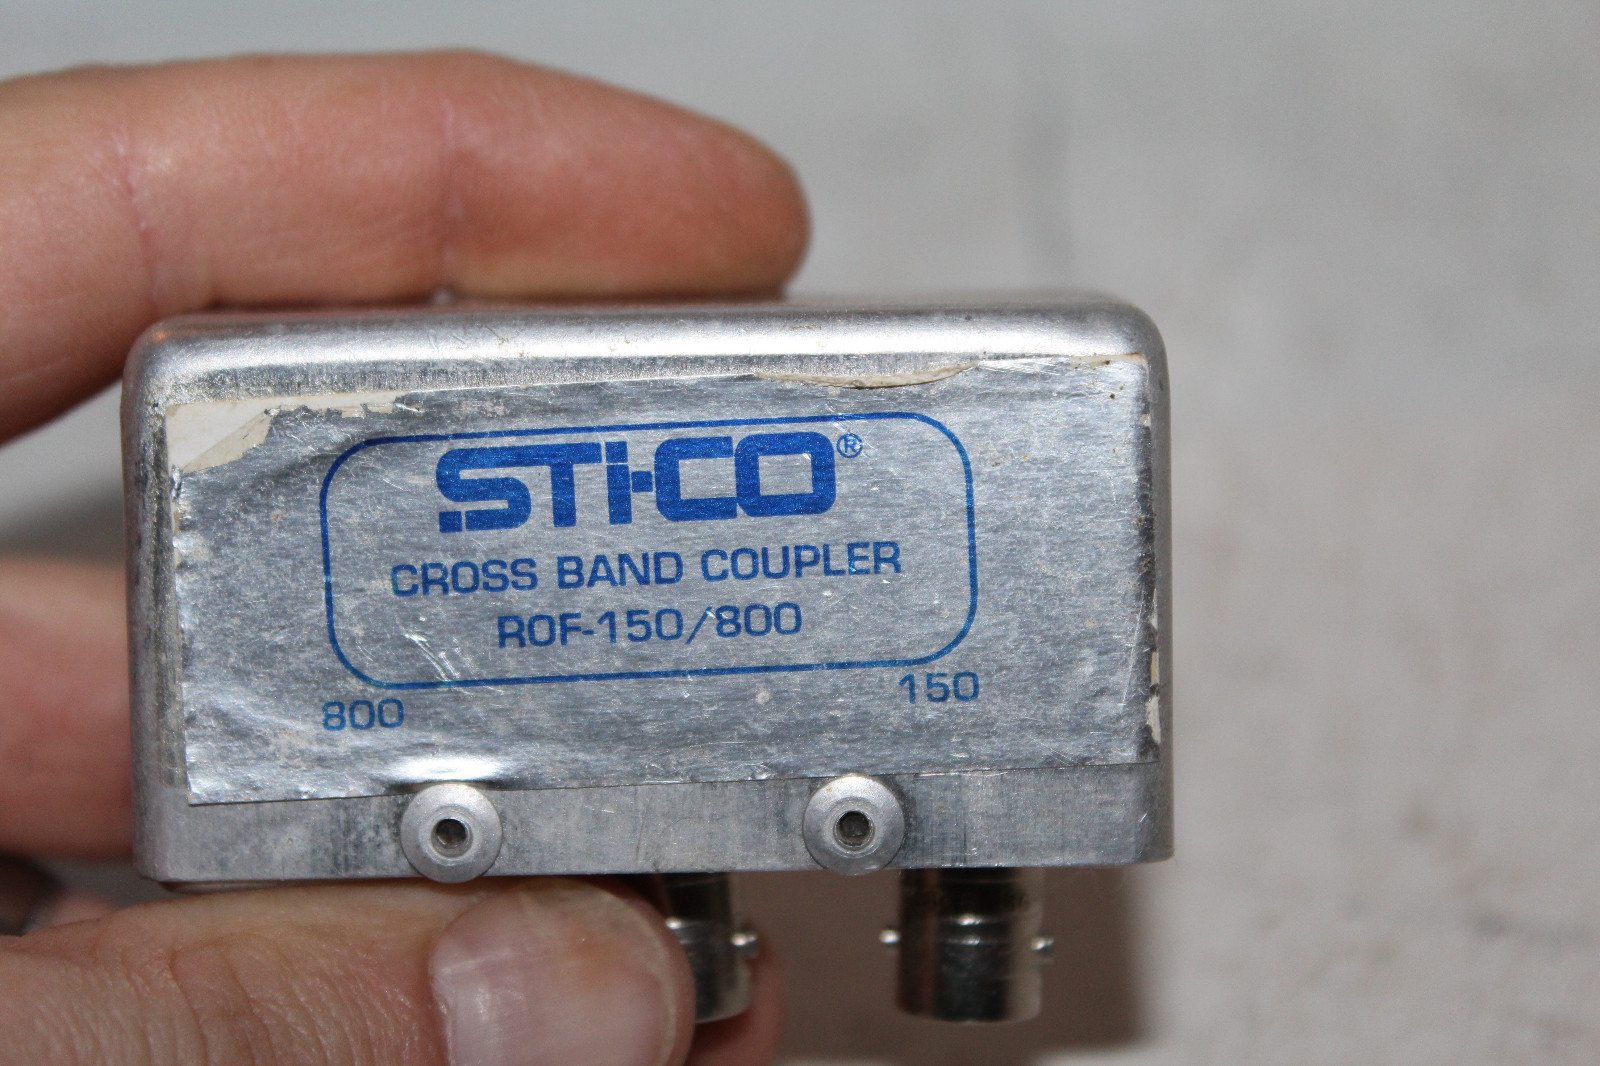 STI-CO®
CROSS BAND COUPLER
ROF-150/800
800
150